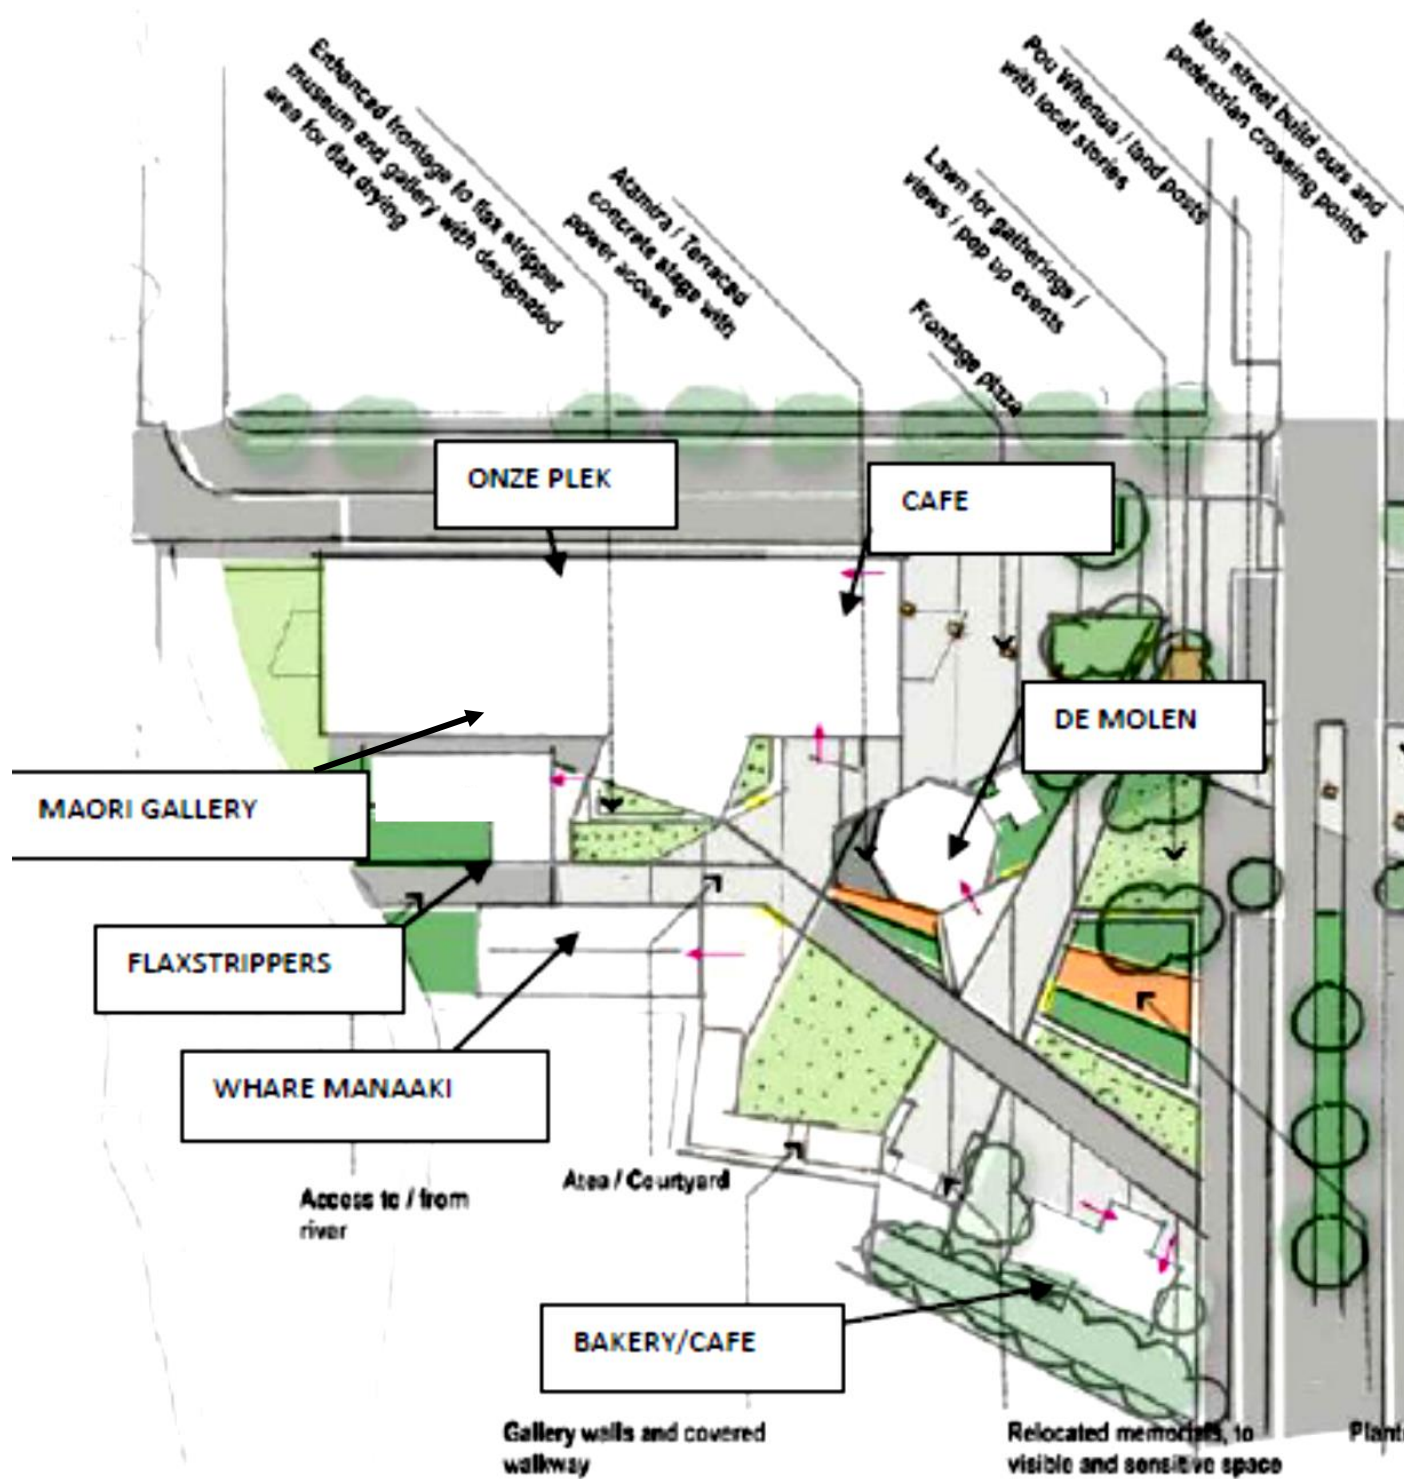 Enhanced frontage to flax stripper
museum and gallery with designated
area for flax drying
Atamira / Terraced
concrete stage with
power access
Frontage plaza
Lawn for gatherings /
views / pop up events
Pou Whenua / land posts
with local stories
Main street build outs and
pedestrian crossing points
ONZE PLEK
CAFE
DE MOLEN
MAORI GALLERY
FLAXSTRIPPERS
WHARE MANAAKI
Access to / from
river
Atea / Courtyard
BAKERY/CAFE
Gallery walls and covered
walkway
Relocated memorials, to
visible and sensitive space
Plant